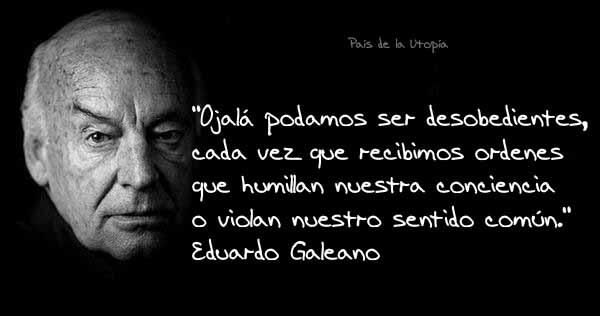 País de la Utopía
"Ojalá podamos ser desobedientes,
cada vez que recibimos ordenes
que humillan nuestra conciencia
o violan nuestro sentido común."
Eduardo Galeano